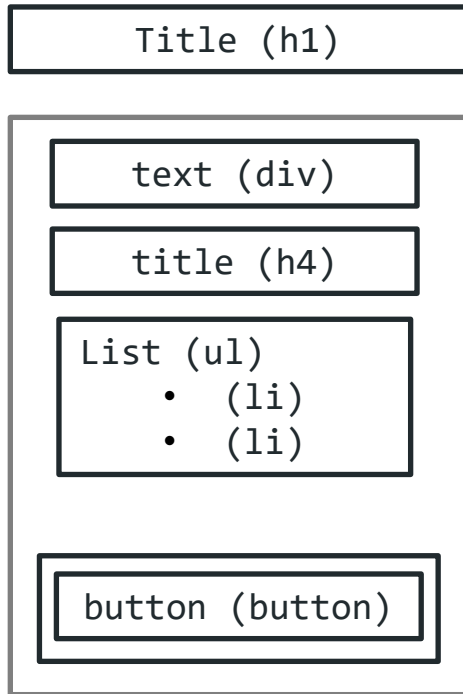 Title (h1)
text (div)
title (h4)
List (ul)
• (li)
• (li)
button (button)